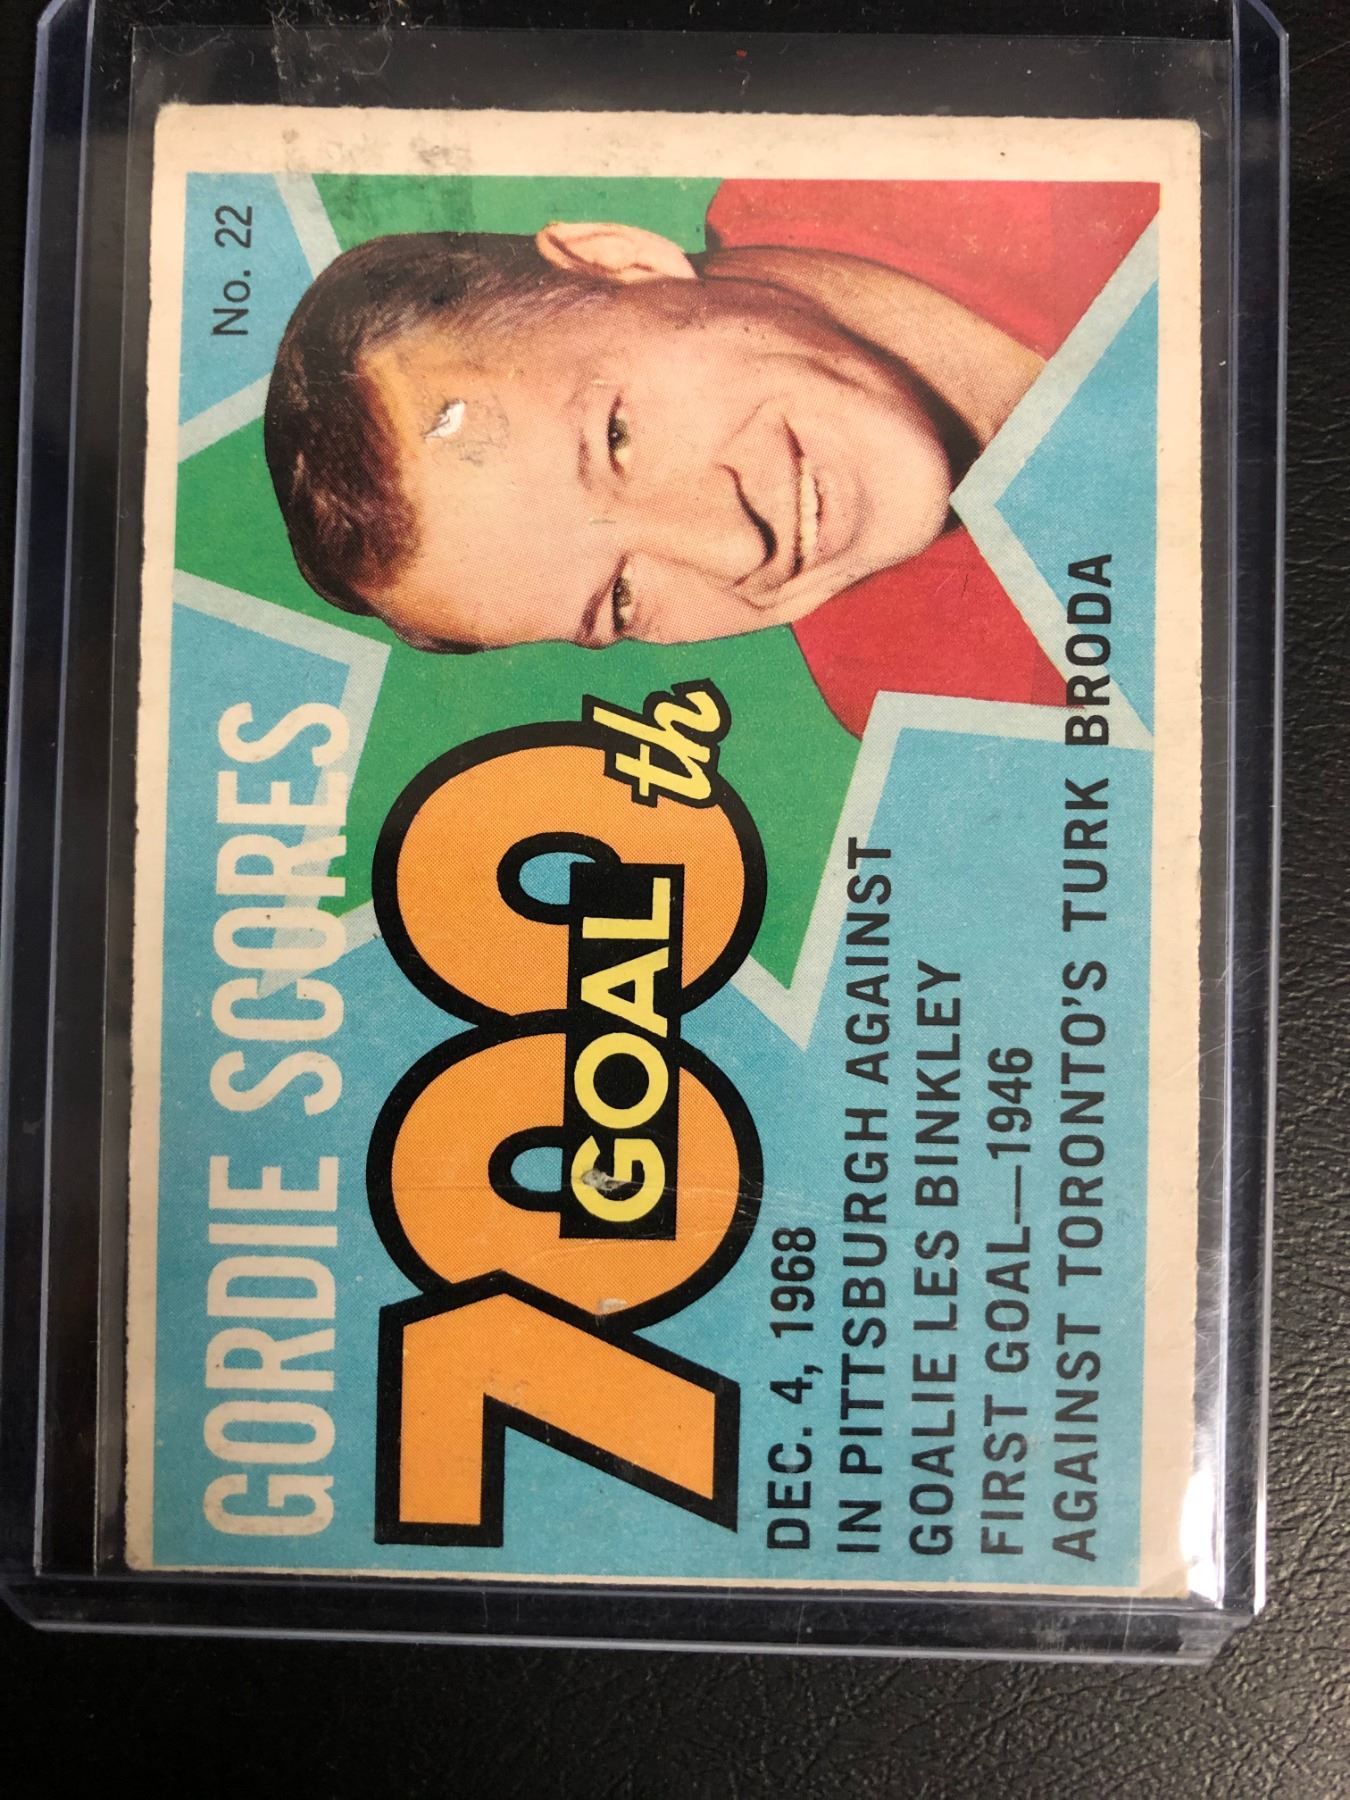 No. 22
GORDIE SCORES
700th
GOAL
DEC. 4, 1968
IN PITTSBURGH AGAINST
GOALIE LES BINKLEY
FIRST GOAL—1946
AGAINST TORONTO'S TURK BRODA